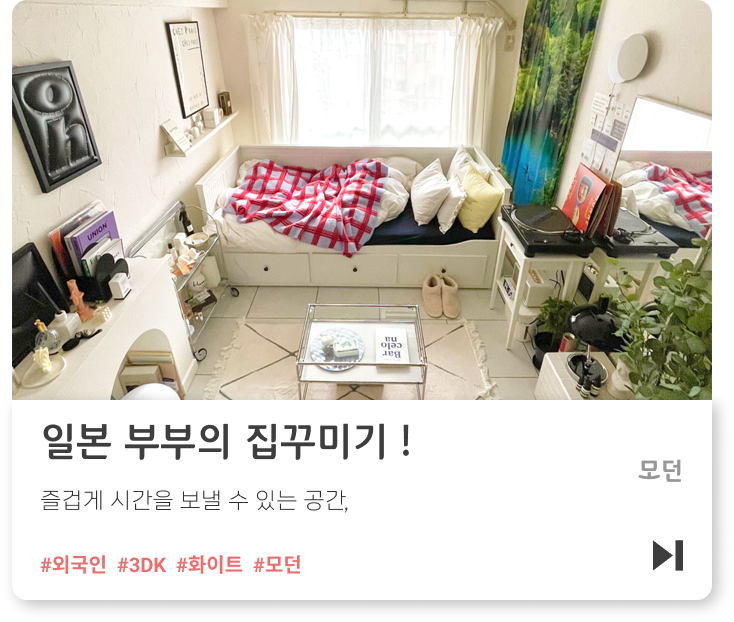 oh
UNION
Bar
celo
na
일본 부부의 집꾸미기 !
모던
즐겁게 시간을 보낼 수 있는 공간,
#외국인 #3DK #화이트 #모던